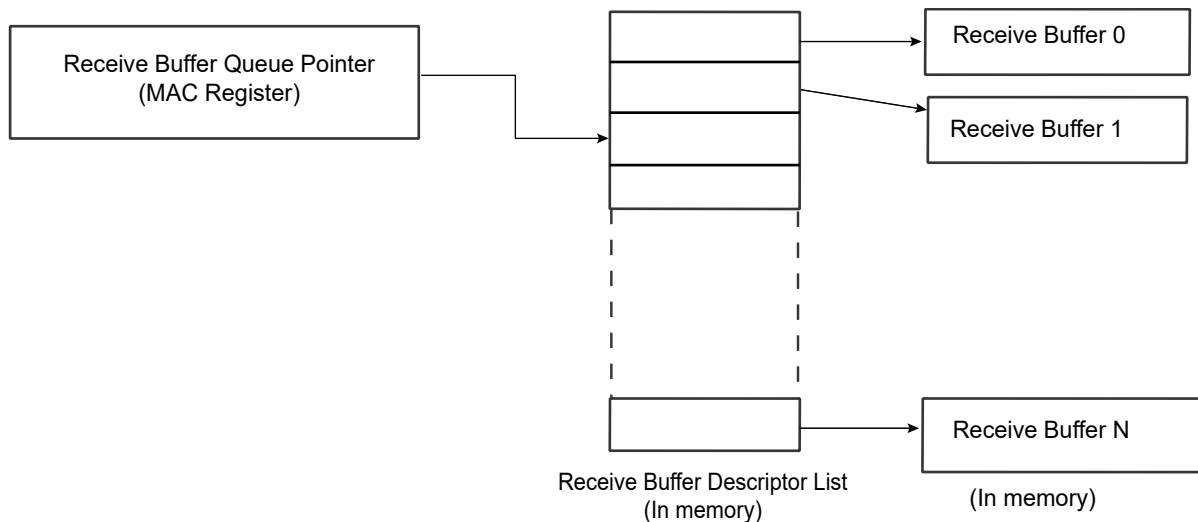 Receive Buffer Queue Pointer
(MAC Register)
Receive Buffer 0
Receive Buffer 1
Receive Buffer N
Receive Buffer Descriptor List
(In memory)
(In memory)